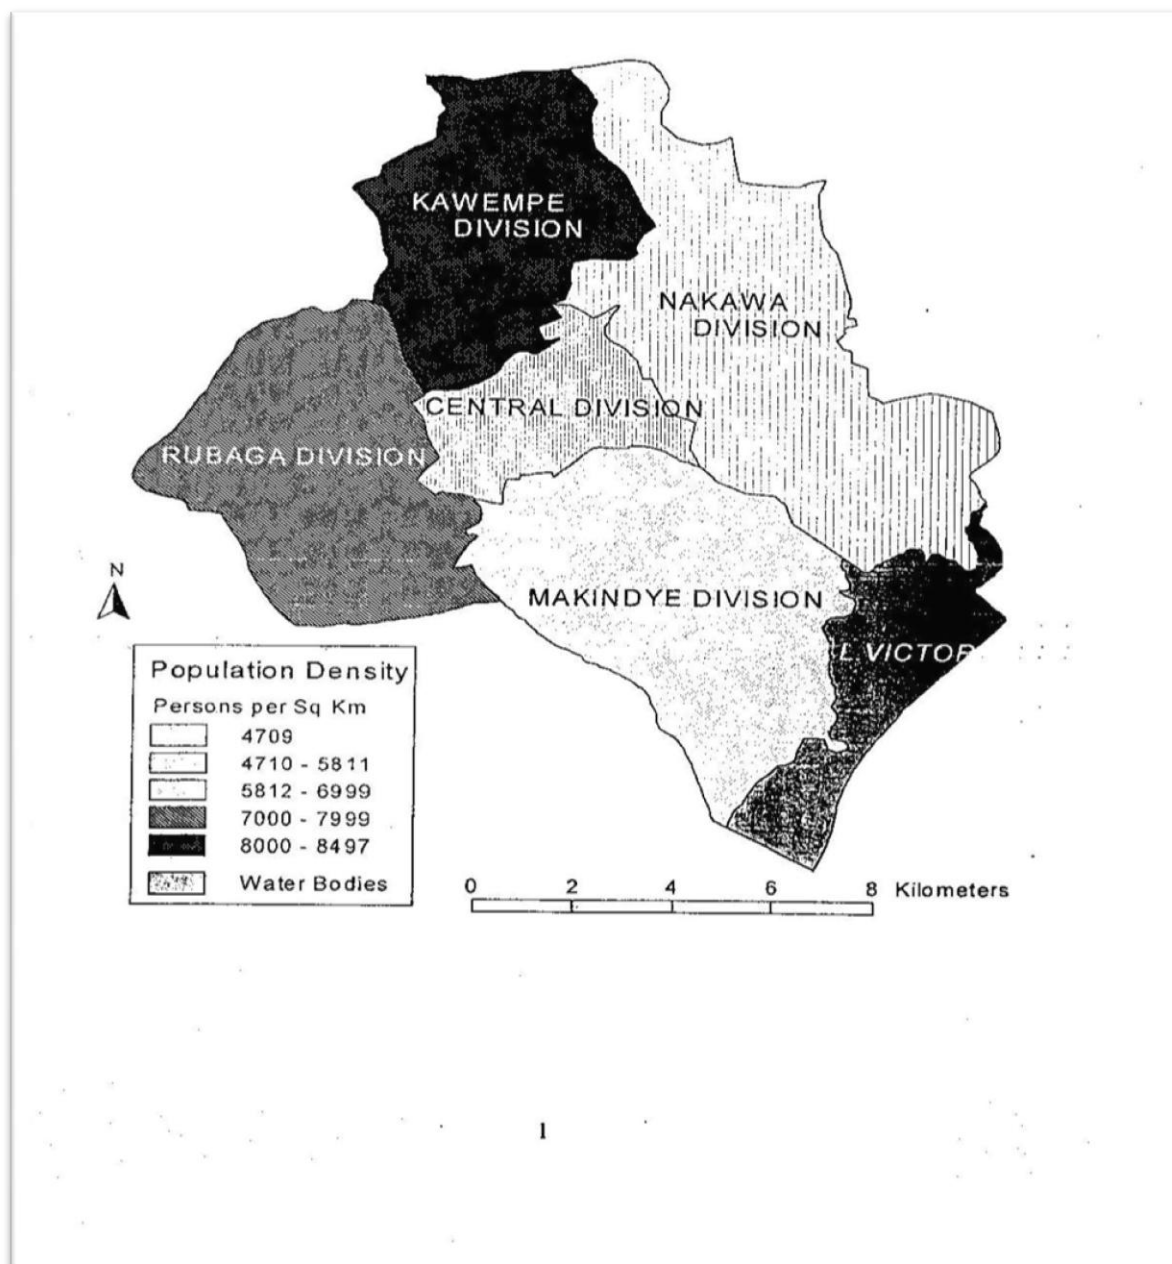 KAWEMPE
DIVISION
NAKAWA
DIVISION
CENTRAL DIVISION
RUBAGA DIVISION
MAKINDYE DIVISION
L VICTOR
N
Population Density
Persons per Sq Km
4709
4710 - 5811
5812 - 6999
7000 - 7999
8000 - 8497
Water Bodies
0 2 4 6 8 Kilometers
1